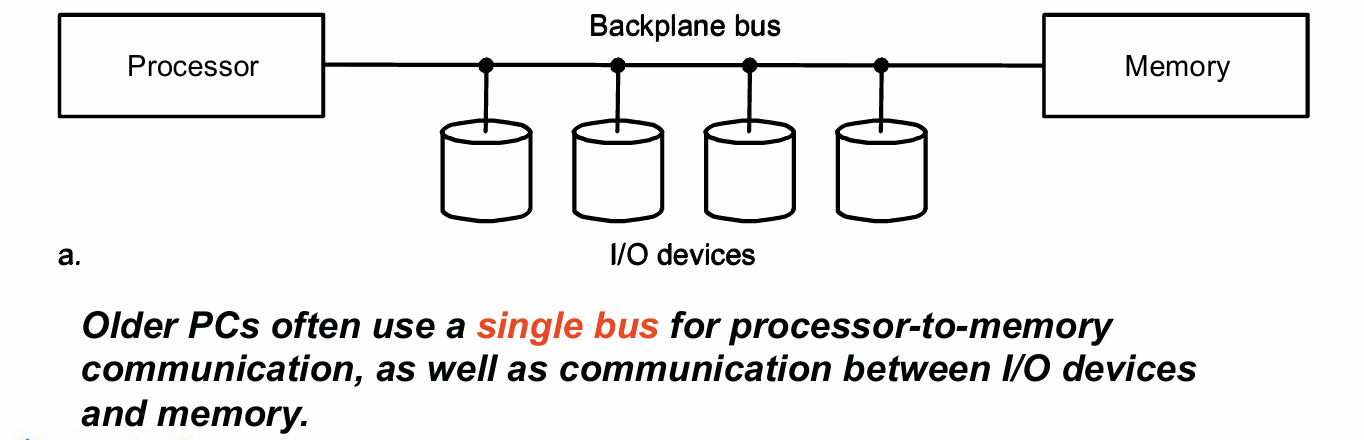 Backplane bus
Processor
Memory
I/O devices
a.
Older PCs often use a single bus for processor-to-memory
communication, as well as communication between I/O devices
and memory.